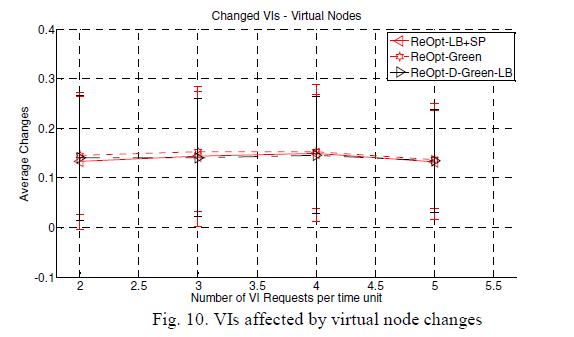 Changed VIs - Virtual Nodes
0.4
0.3
0.2
0.1
0
-0.1
Average Changes
ReOpt-LB+SP
ReOpt-Green
ReOpt-D-Green-LB
2 2.5 3 3.5 4 4.5 5 5.5
Number of VI Requests per time unit
Fig. 10. VIs affected by virtual node changes